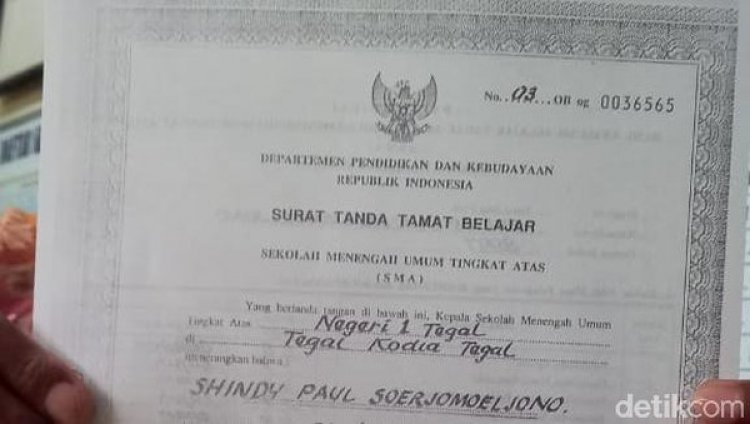 No. 03 OB og 0036565
DEPARTEMEN PENDIDIKAN DAN KEBUDAYAAN
REPUBLIK INDONESIA
SURAT TANDA TAMAT BELAJAR
SEKOLAH MENENGAH UMUM TINGKAT ATAS
(SMA)
Yang bertanda tangan di bawah ini, Kepala Sekolah Menengah Umum
Tingkat Atas Negeri 1 Tegal
di Tegal Kodia Tegal
menerangkan bahwa :
SHINDY PAUL SOERJOMOELJONO.
detikcom